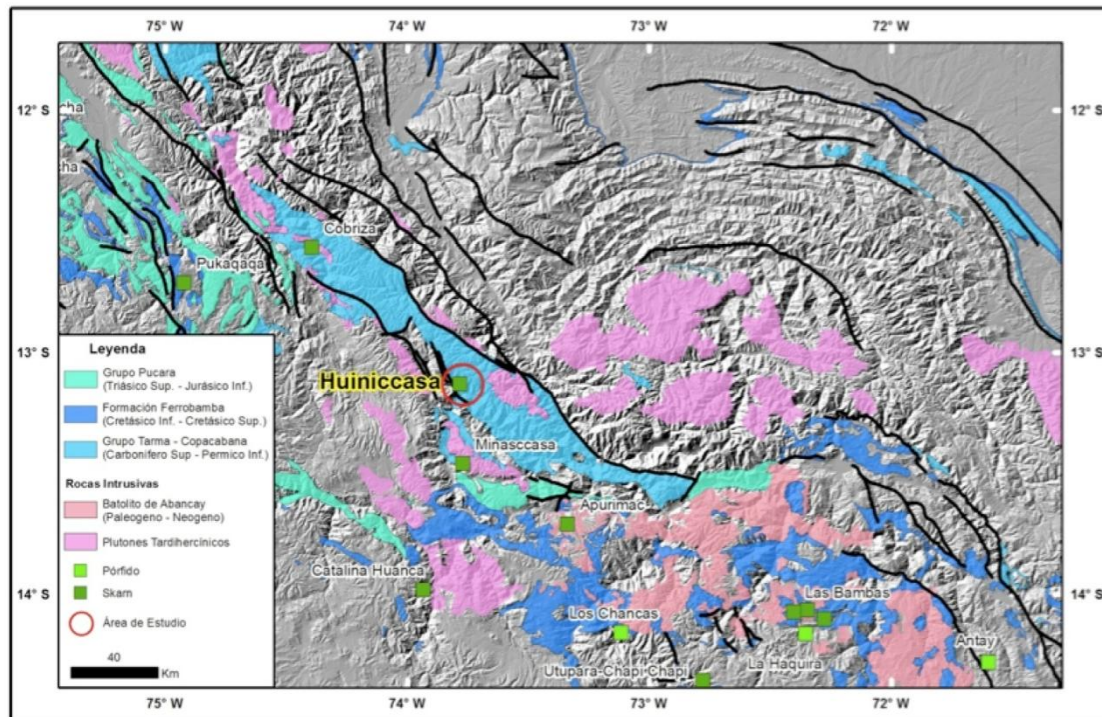 75° W 74° W 73° W 72° W
12° S 12° S
cha
cha
Cobriza
Pukaqaqa
13° S 13° S
Leyenda
Grupo Pucara
(Triásico Sup. - Jurásico Inf.)
Formación Ferrobamba
(Cretásico Inf. - Cretásico Sup.)
Grupo Tarma - Copacabana
(Carbonífero Sup - Permico Inf.)
Rocas Intrusivas
Batolito de Abancay
(Paleogeno - Neogeno)
Plutones Tardihercínicos
Pórfido
Skarn
Área de Estudio
40
Km
Huiniccasa
Minasccasa
Apurimac
Catalina Huanca
14° S 14° S
Las Bambas
Los Chancas
Antay
La Haquira
Utupara-Chapi Chapi
75° W 74° W 73° W 72° W